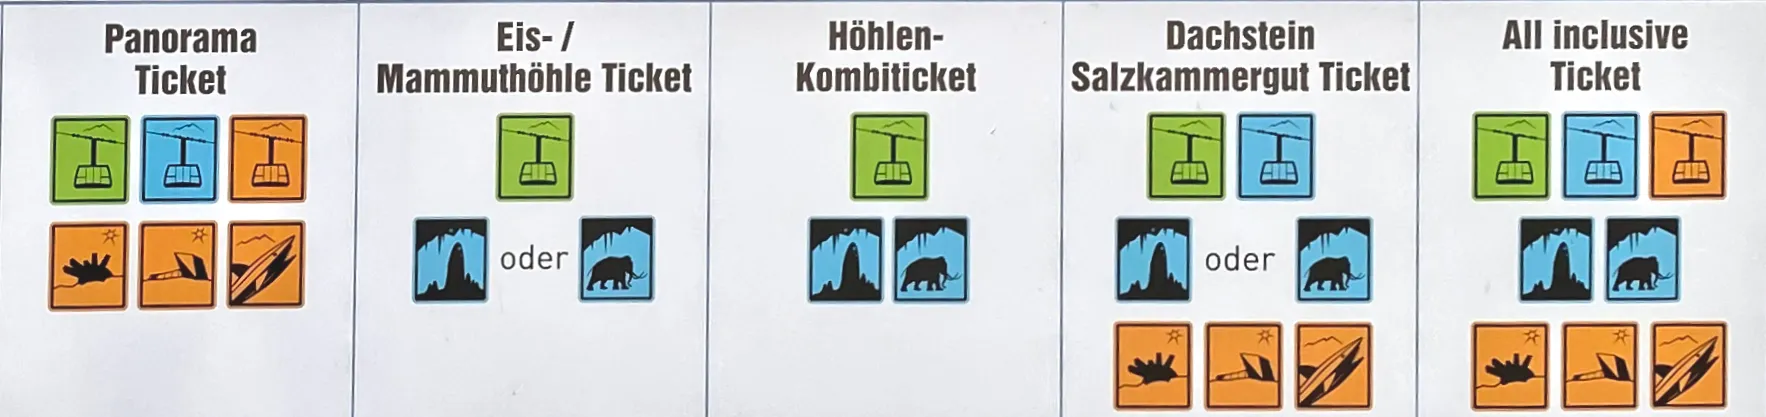 Panorama
Ticket
Eis- /
Mammuthöhle Ticket
oder
Höhlen-
Kombiticket
Dachstein
Salzkammergut Ticket
oder
All inclusive
Ticket